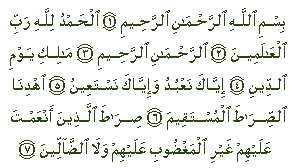 بِسْمِ ٱللَّهِ ٱلرَّحْمَـٰنِ ٱلرَّحِيمِ ۝١ ٱلْحَمْدُ لِلَّهِ رَبِّ
ٱلْعَـٰلَمِينَ ۝٢ ٱلرَّحْمَـٰنِ ٱلرَّحِيمِ ۝٣ مَـٰلِكِ يَوْمِ
ٱلدِّينِ ۝٤ إِيَّاكَ نَعْبُدُ وَإِيَّاكَ نَسْتَعِينُ ۝٥ ٱهْدِنَا
ٱلصِّرَٰطَ ٱلْمُسْتَقِيمَ ۝٦ صِرَٰطَ ٱلَّذِينَ أَنْعَمْتَ
عَلَيْهِمْ غَيْرِ ٱلْمَغْضُوبِ عَلَيْهِمْ وَلَا ٱلضَّآلِّينَ ۝٧